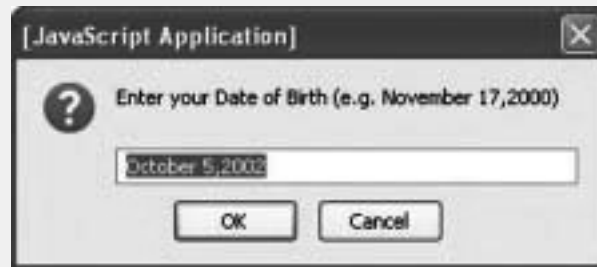 [JavaScript Application]
Enter your Date of Birth (e.g. November 17,2000)
October 5,2002
OK
Cancel